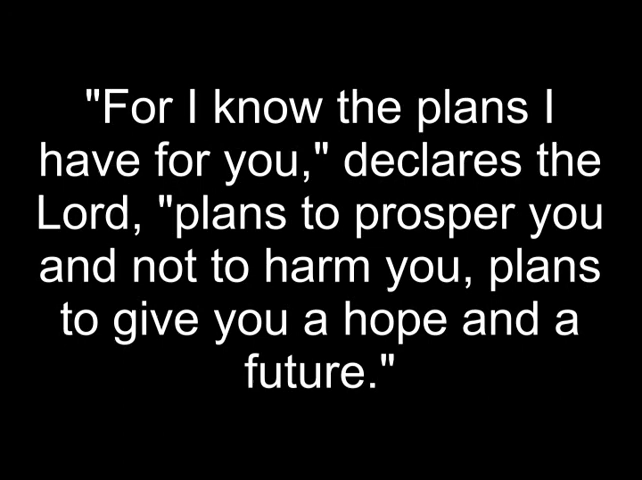 "For I know the plans I
have for you," declares the
Lord, "plans to prosper you
and not to harm you, plans
to give you a hope and a
future."